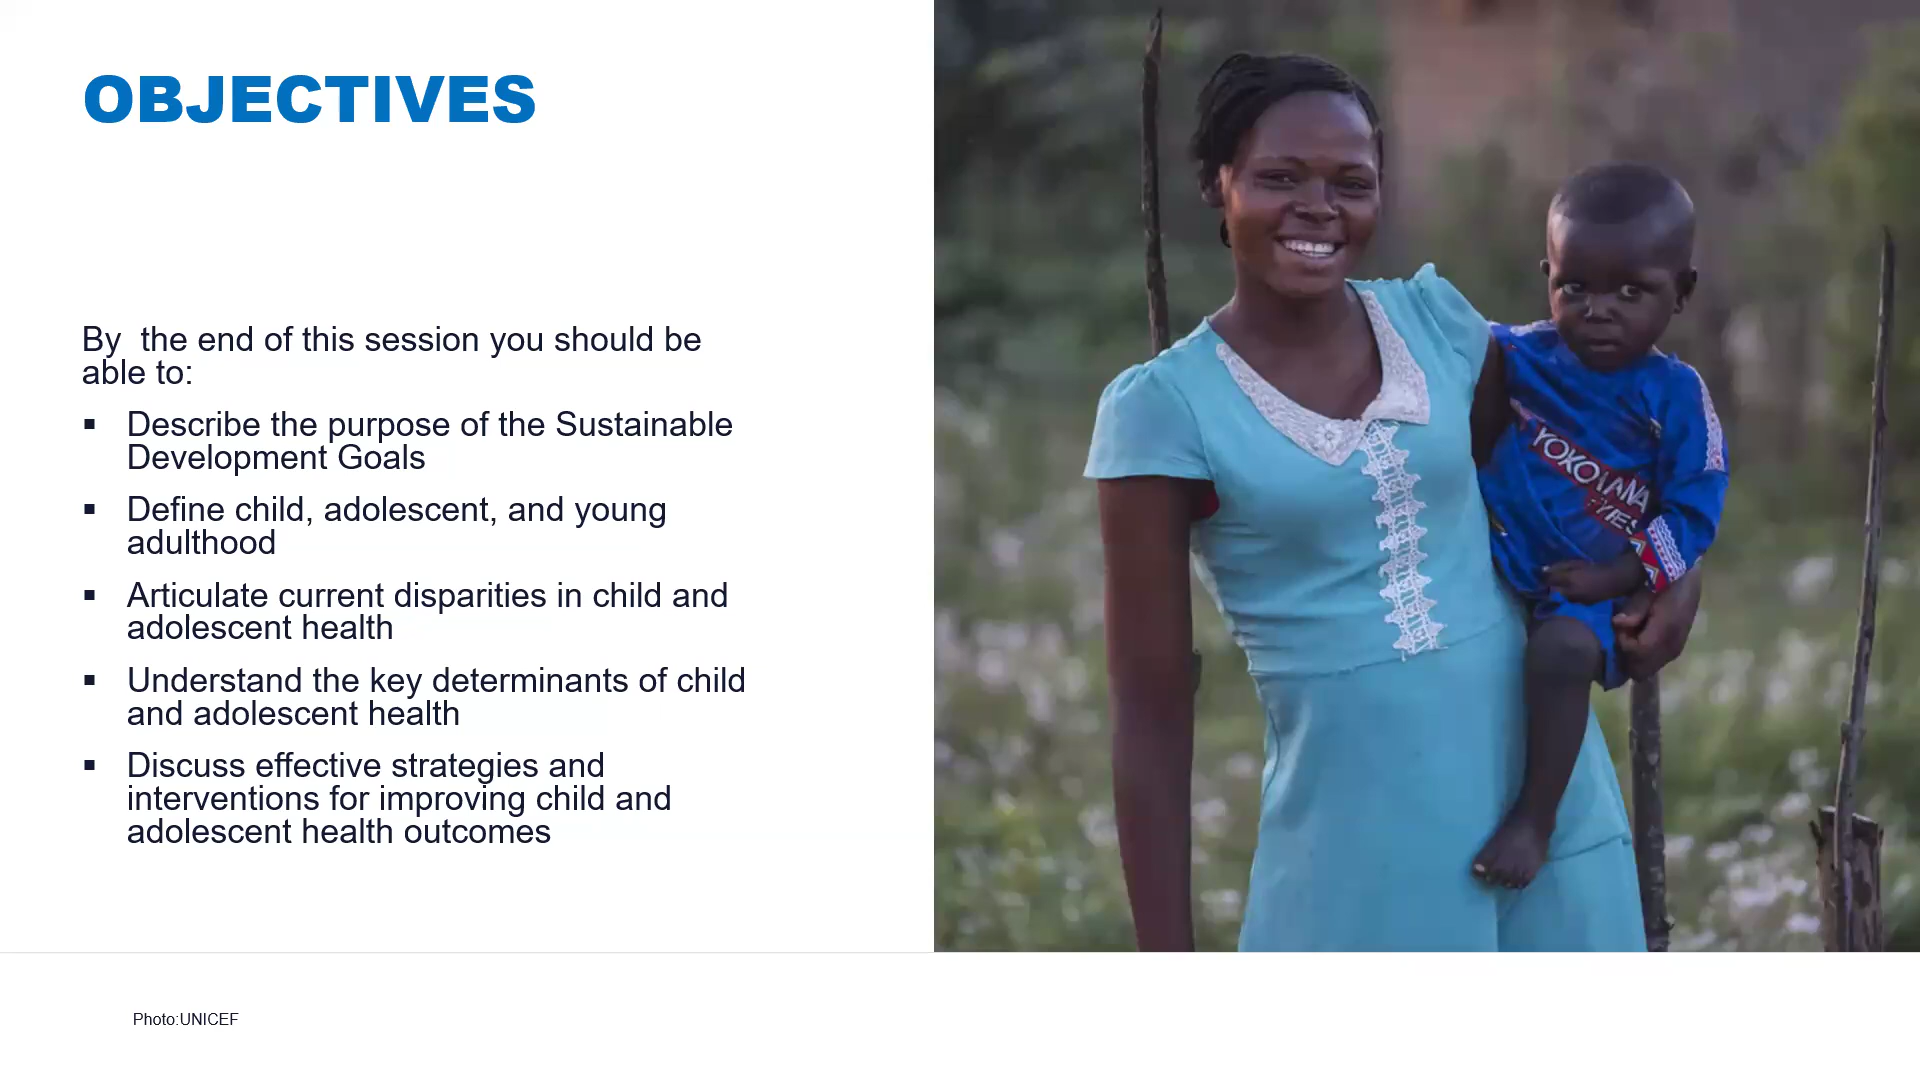 OBJECTIVES
By  the end of this session you should be
able to:
▪ Describe the purpose of the Sustainable
Development Goals
▪ Define child, adolescent, and young
adulthood
▪ Articulate current disparities in child and
adolescent health
▪ Understand the key determinants of child
and adolescent health
▪ Discuss effective strategies and
interventions for improving child and
adolescent health outcomes
Photo:UNICEF